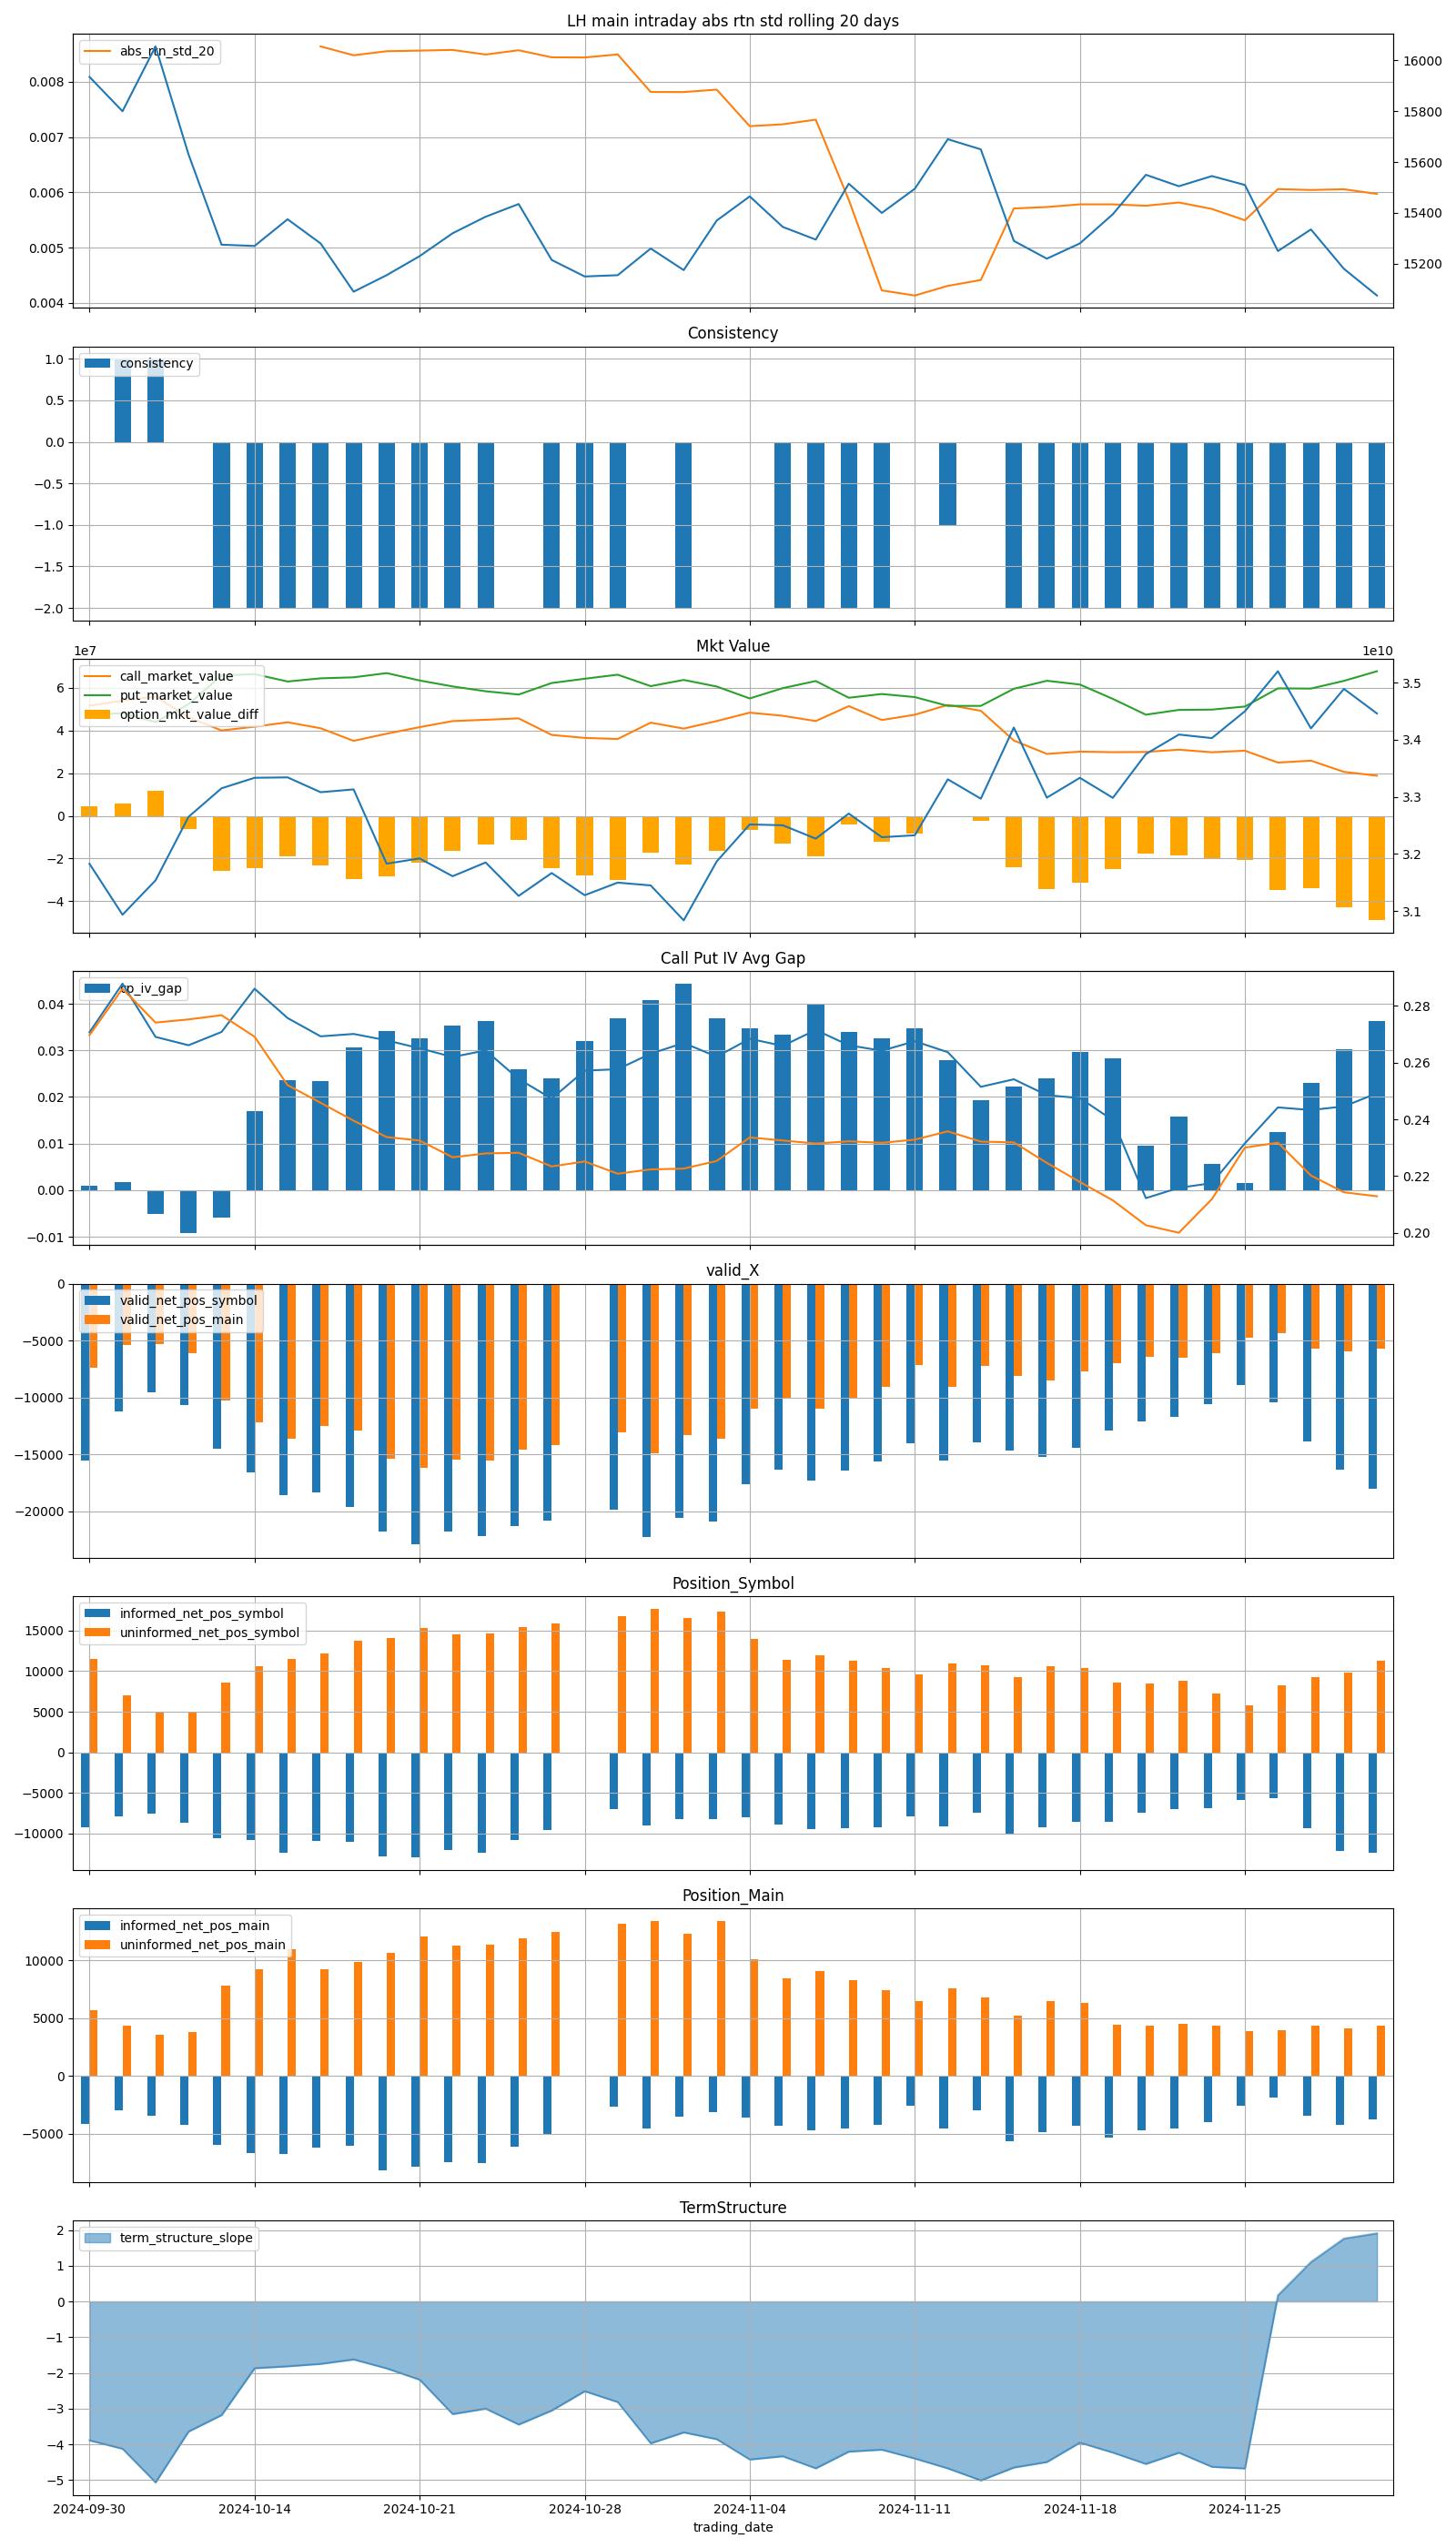 LH main intraday abs rtn std rolling 20 days
abs_rtn_std_20
0.008
0.007
0.006
0.005
0.004
16000
15800
15600
15400
15200
Consistency
consistency
1.0
0.5
0.0
−0.5
−1.0
−1.5
−2.0
Mkt Value
1e7
1e10
call_market_value
put_market_value
option_mkt_value_diff
6
4
2
0
−2
−4
3.5
3.4
3.3
3.2
3.1
Call Put IV Avg Gap
cp_iv_gap
0.04
0.03
0.02
0.01
0.00
−0.01
0.28
0.26
0.24
0.22
0.20
valid_X
valid_net_pos_symbol
valid_net_pos_main
0
−5000
−10000
−15000
−20000
Position_Symbol
informed_net_pos_symbol
uninformed_net_pos_symbol
15000
10000
5000
0
−5000
−10000
Position_Main
informed_net_pos_main
uninformed_net_pos_main
10000
5000
0
−5000
TermStructure
term_structure_slope
2
1
0
−1
−2
−3
−4
−5
2024-09-30
2024-10-14
2024-10-21
2024-10-28
2024-11-04
2024-11-11
2024-11-18
2024-11-25
trading_date